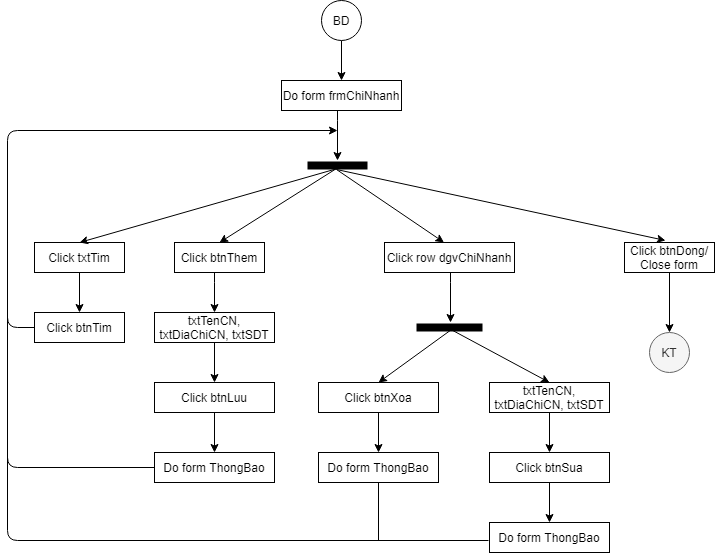 BD
Do form frmChiNhanh
Click txtTim
Click btnThem
Click row dgvChiNhanh
Click btnDong/
Close form
Click btnTim
txtTenCN,
txtDiaChiCN, txtSDT
KT
Click btnLuu
Click btnXoa
txtTenCN,
txtDiaChiCN, txtSDT
Do form ThongBao
Do form ThongBao
Click btnSua
Do form ThongBao